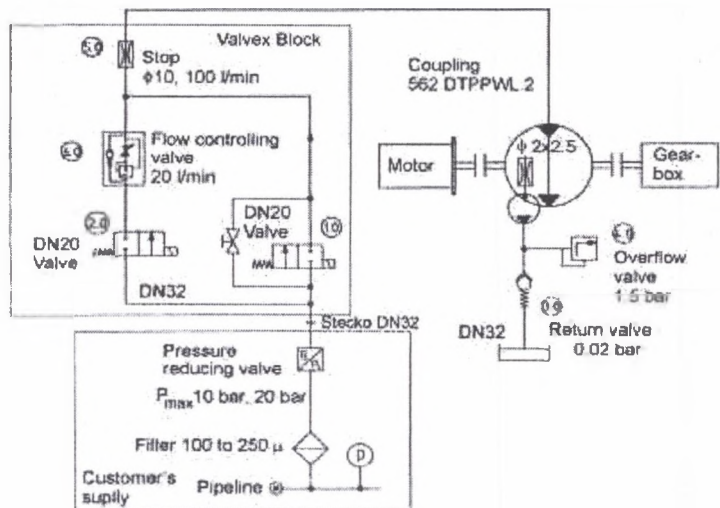 Valvex Block
5.0
Stop
ϕ10, 100 l/min
Flow controlling
valve
20 l/min
2.0
DN20
Valve
DN20
Valve
1.0
DN32
Stecko DN32
Pressure
reducing valve
Pmax 10 bar, 20 bar
Filter 100 to 250 μ
Customer's
supily
Pipeline
p
Coupling
562 DTPPWL.2
Motor
ϕ 2x2.5
Gear-
box
Overflow
valve
1.5 bar
DN32
Return valve
0.02 bar